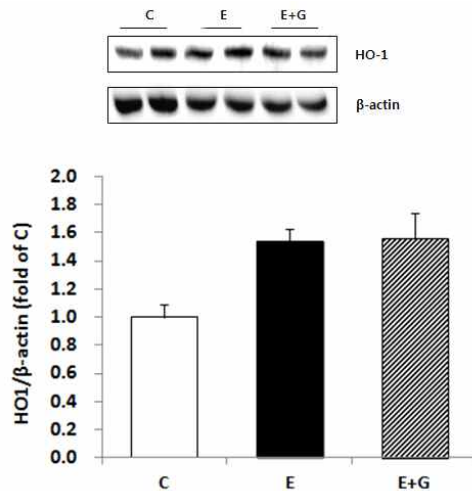 C E E+G
HO-1
β-actin
HO1/β-actin (fold of C)
2.0
1.8
1.6
1.4
1.2
1.0
0.8
0.6
0.4
0.2
0.0
C E E+G